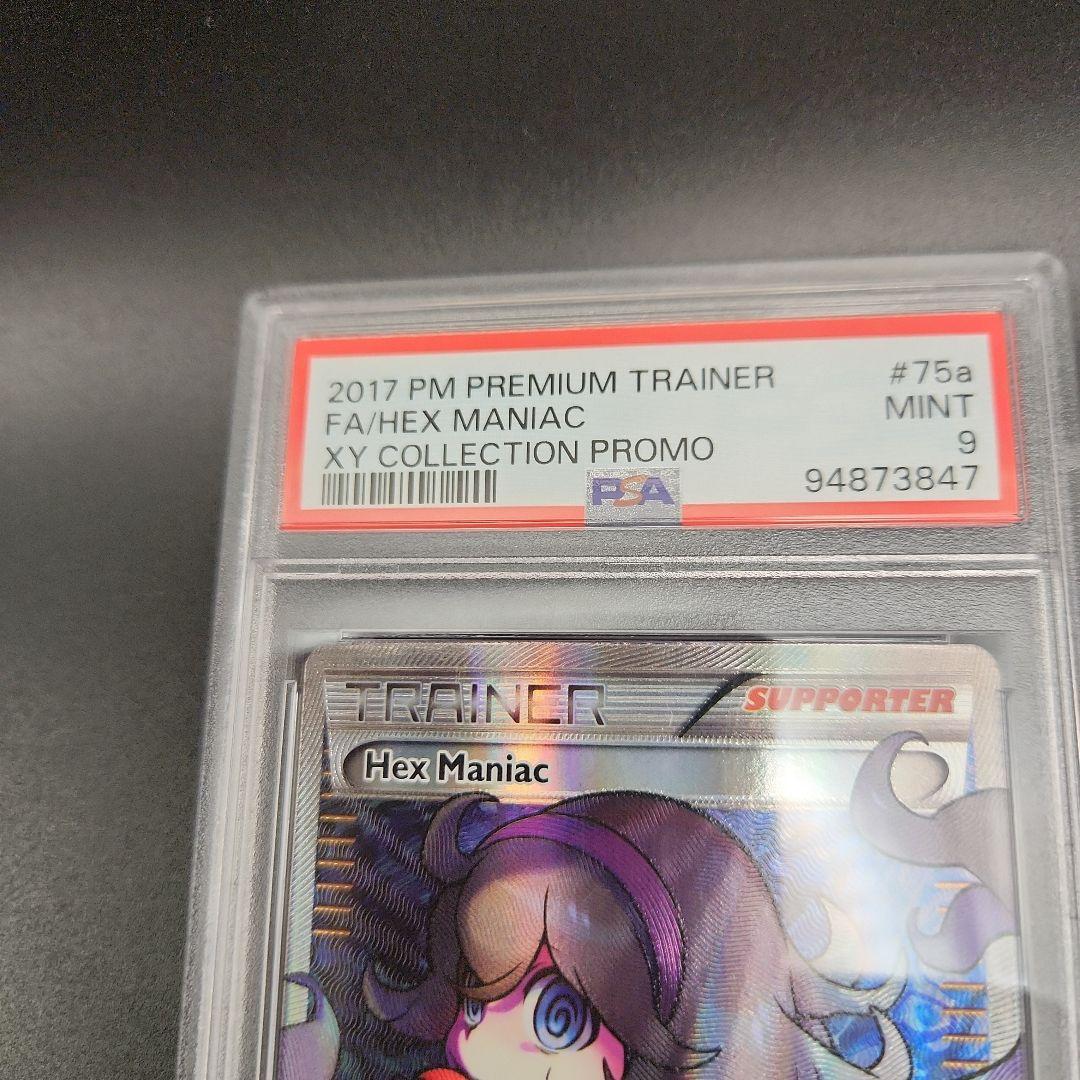 2017 PM PREMIUM TRAINER #75a
FA/HEX MANIAC MINT
XY COLLECTION PROMO 9
PSA 94873847
TRAINER SUPPORTER
Hex Maniac